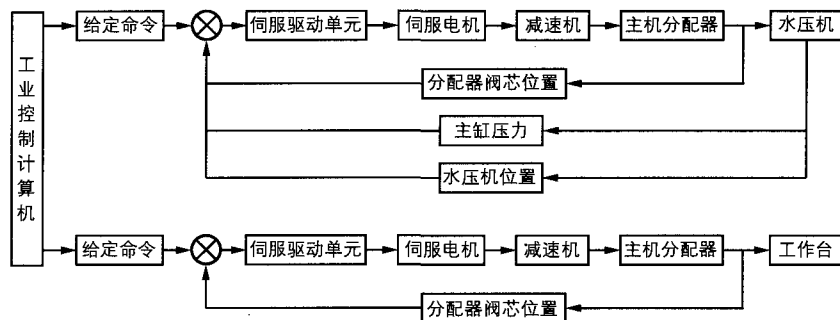 工业控制计算机
给定命令
伺服驱动单元
伺服电机
减速机
主机分配器
水压机
分配器阀芯位置
主缸压力
水压机位置
给定命令
伺服驱动单元
伺服电机
减速机
主机分配器
工作台
分配器阀芯位置